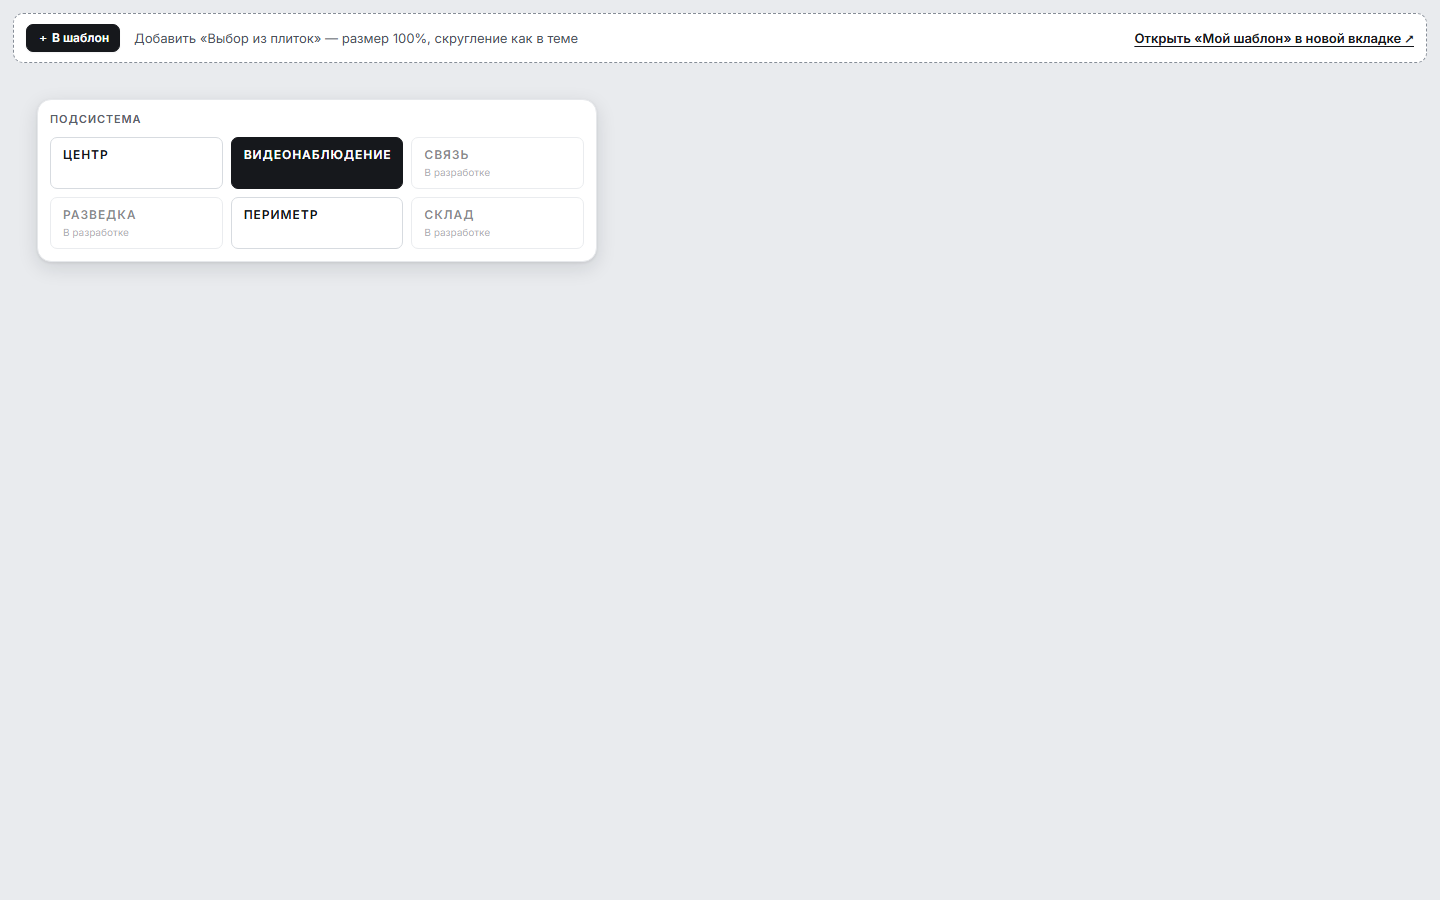 + В шаблон
Добавить «Выбор из плиток» — размер 100%, скругление как в теме
Открыть «Мой шаблон» в новой вкладке ↗
ПОДСИСТЕМА
ЦЕНТР
ВИДЕОНАБЛЮДЕНИЕ
СВЯЗЬ
В разработке
РАЗВЕДКА
В разработке
ПЕРИМЕТР
СКЛАД
В разработке